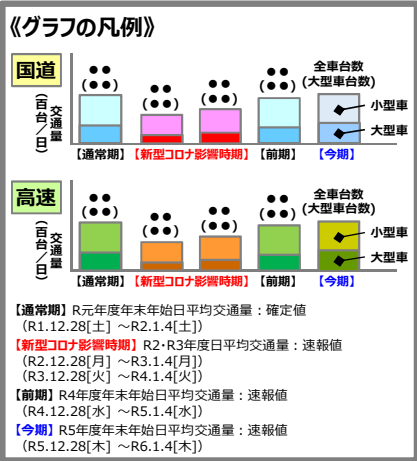 《グラフの凡例》
国道
交通量
(百台/日)
●●
(●●)
●●
(●●)
●●
(●●)
●●
(●●)
全車台数
(大型車台数)
小型車
大型車
【通常期】【新型コロナ影響時期】【前期】【今期】
高速
交通量
(百台/日)
●●
(●●)
●●
(●●)
●●
(●●)
●●
(●●)
全車台数
(大型車台数)
小型車
大型車
【通常期】【新型コロナ影響時期】【前期】【今期】
【通常期】R元年度年末年始日平均交通量:確定値
(R1.12.28[土] ~R2.1.4[土])
【新型コロナ影響時期】R2・R3年度日平均交通量:速報値
(R2.12.28[月] ~R3.1.4[月])
(R3.12.28[火] ~R4.1.4[火])
【前期】R4年度年末年始日平均交通量:速報値
(R4.12.28[水] ~R5.1.4[水])
【今期】R5年度年末年始日平均交通量:速報値
(R5.12.28[木] ~R6.1.4[木])